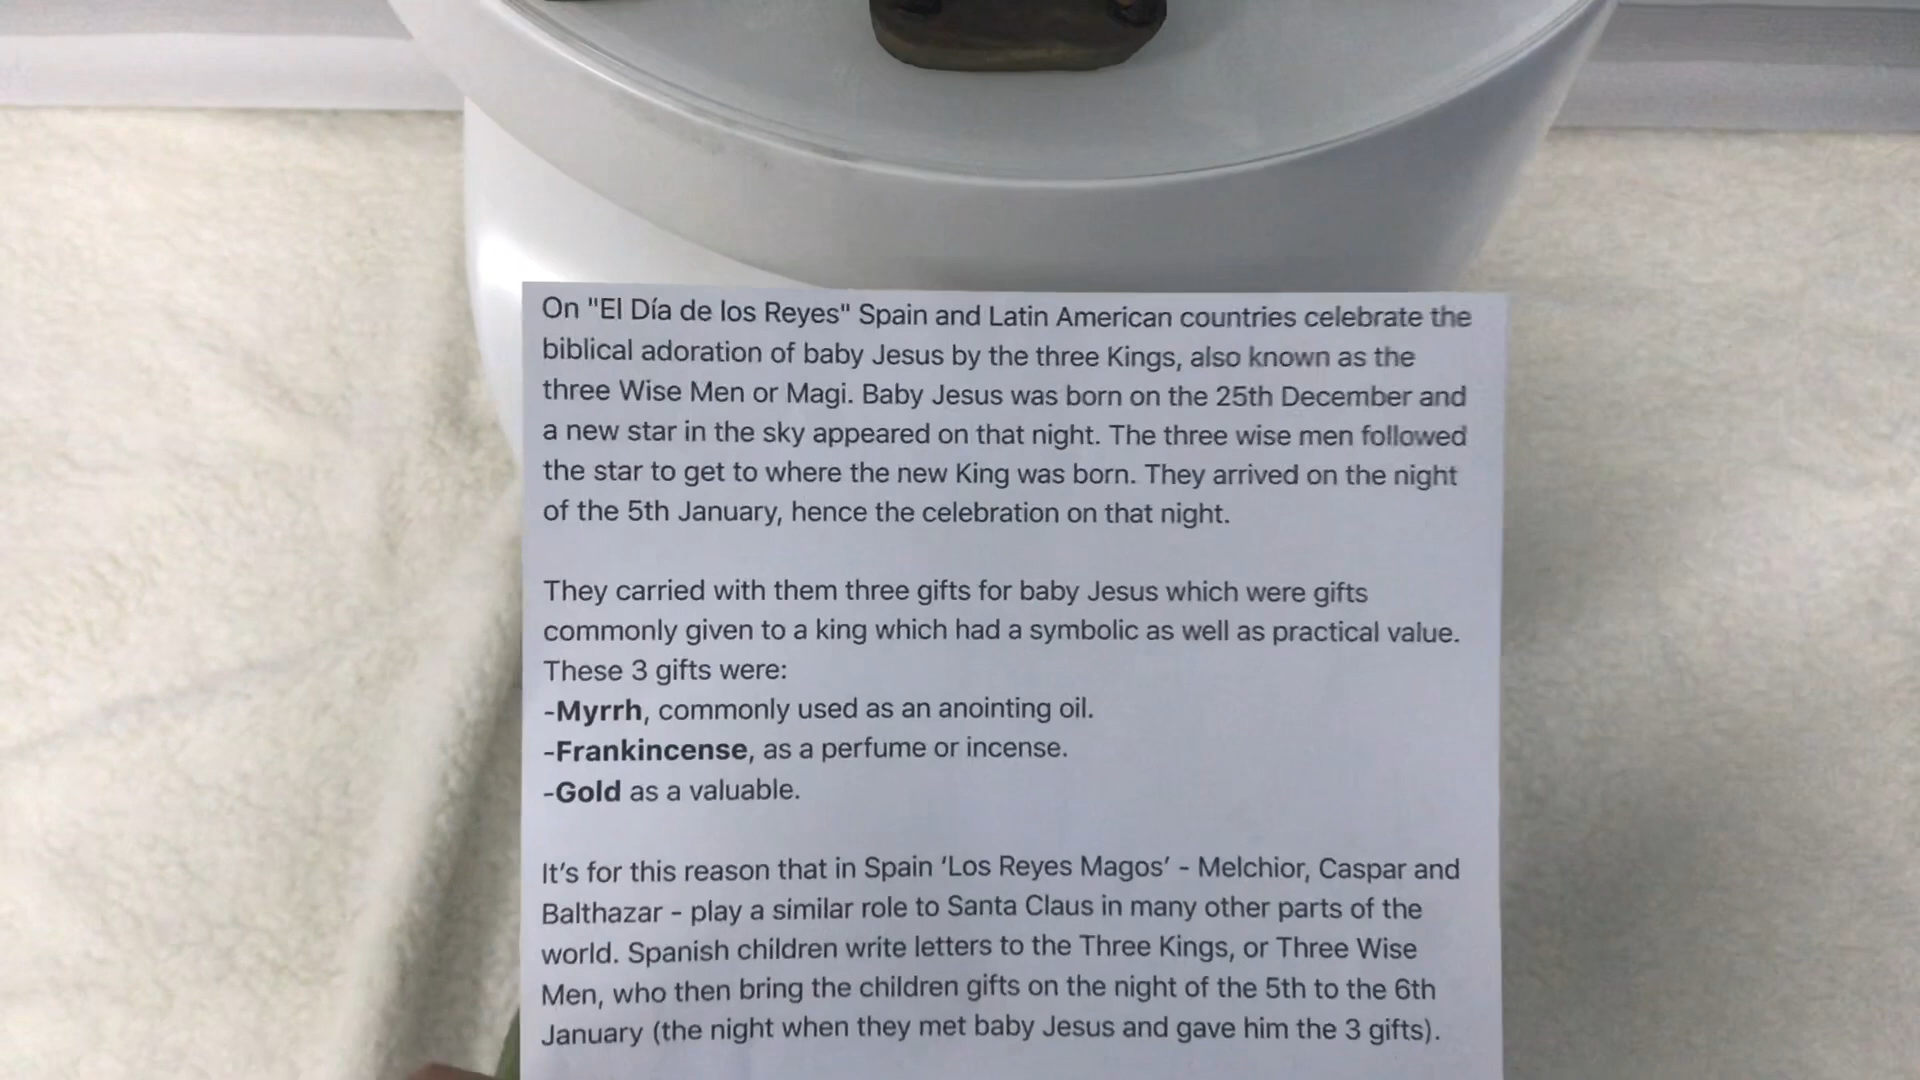 On "El Día de los Reyes" Spain and Latin American countries celebrate the
biblical adoration of baby Jesus by the three Kings, also known as the
three Wise Men or Magi. Baby Jesus was born on the 25th December and
a new star in the sky appeared on that night. The three wise men followed
the star to get to where the new King was born. They arrived on the night
of the 5th January, hence the celebration on that night.
They carried with them three gifts for baby Jesus which were gifts
commonly given to a king which had a symbolic as well as practical value.
These 3 gifts were:
-Myrrh, commonly used as an anointing oil.
-Frankincense, as a perfume or incense.
-Gold as a valuable.
It's for this reason that in Spain ‘Los Reyes Magos’ - Melchior, Caspar and
Balthazar - play a similar role to Santa Claus in many other parts of the
world. Spanish children write letters to the Three Kings, or Three Wise
Men, who then bring the children gifts on the night of the 5th to the 6th
January (the night when they met baby Jesus and gave him the 3 gifts).